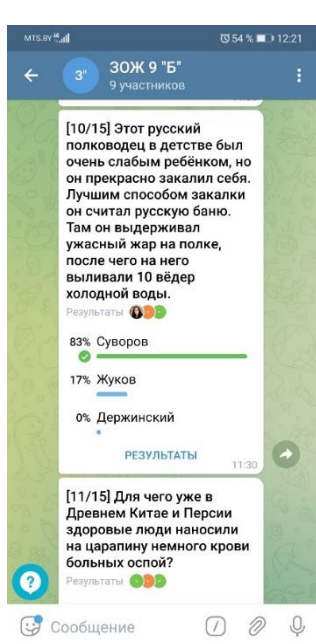 MTS.BY
54 % 12:21
З"
ЗОЖ 9 "Б"
9 участников
[10/15] Этот русский
полководец в детстве был
очень слабым ребёнком, но
он прекрасно закалил себя.
Лучшим способом закалки
он считал русскую баню.
Там он выдерживал
ужасный жар на полке,
после чего на него
выливали 10 вёдер
холодной воды.
Результаты
83% Суворов
17% Жуков
0% Держинский
РЕЗУЛЬТАТЫ
11:30
[11/15] Для чего уже в
Древнем Китае и Персии
здоровые люди наносили
на царапину немного крови
больных оспой?
Результаты
Сообщение